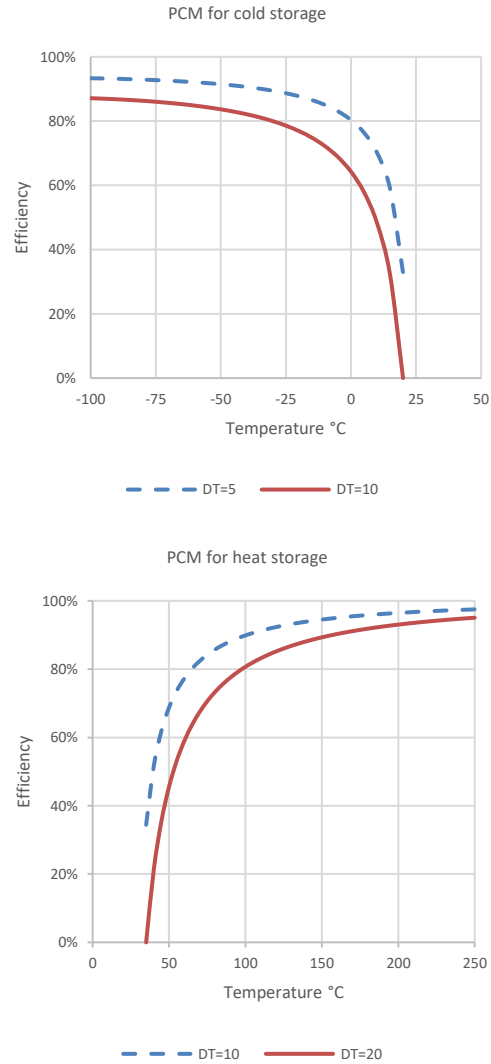 PCM for cold storage
100%
80%
60%
40%
20%
0%
Efficiency
-100 -75 -50 -25 0 25 50
Temperature °C
DT=5 DT=10
PCM for heat storage
100%
80%
60%
40%
20%
0%
Efficiency
0 50 100 150 200 250
Temperature °C
DT=10 DT=20